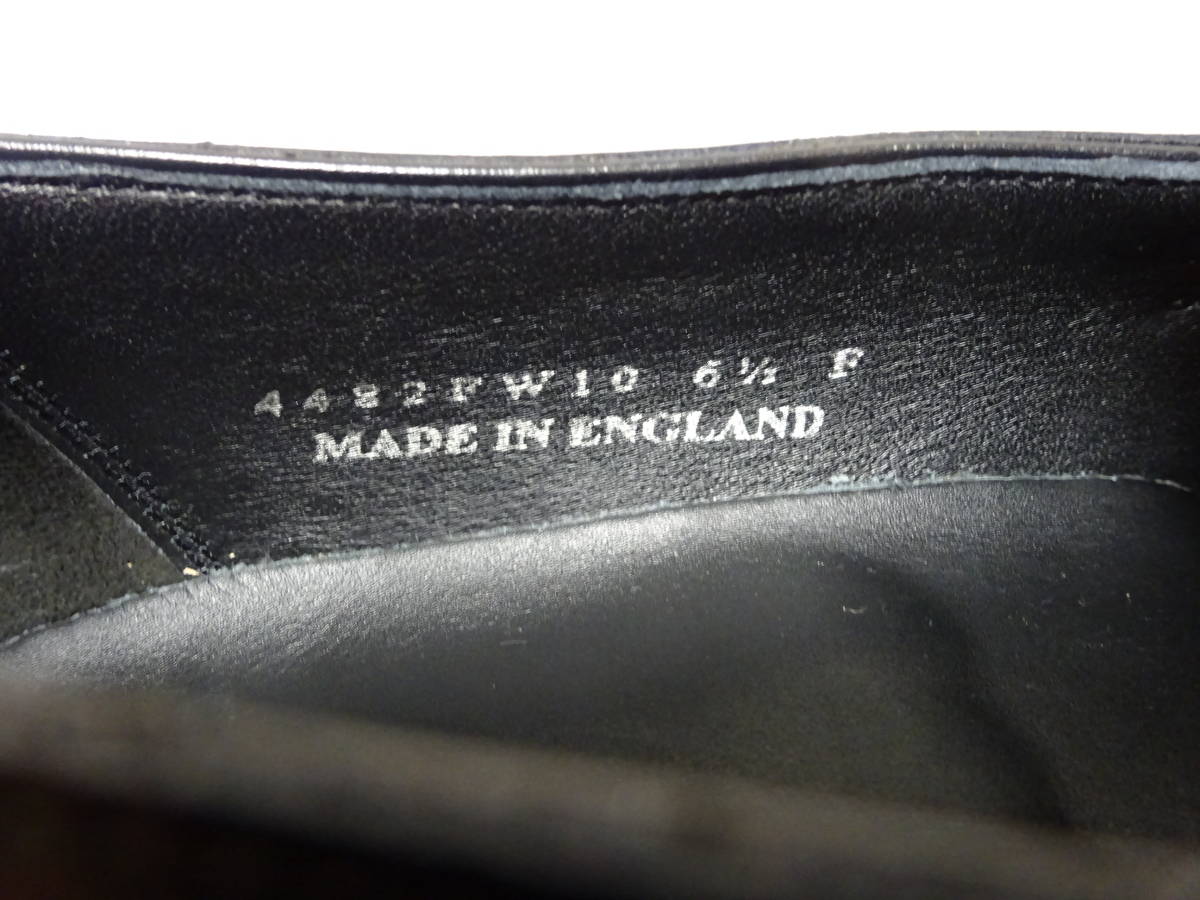 4482FW10 6½ F
MADE IN ENGLAND